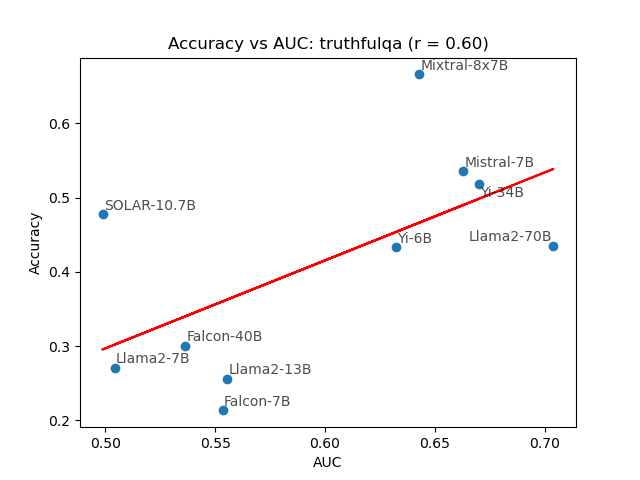 Accuracy vs AUC: truthfulqa (r = 0.60)
Mixtral-8x7B
0.6
Mistral-7B
Yi-34B
0.5
SOLAR-10.7B
Llama2-70B
Yi-6B
Accuracy
0.4
Falcon-40B
0.3
Llama2-7B
Llama2-13B
Falcon-7B
0.2
0.50 0.55 0.60 0.65 0.70
AUC